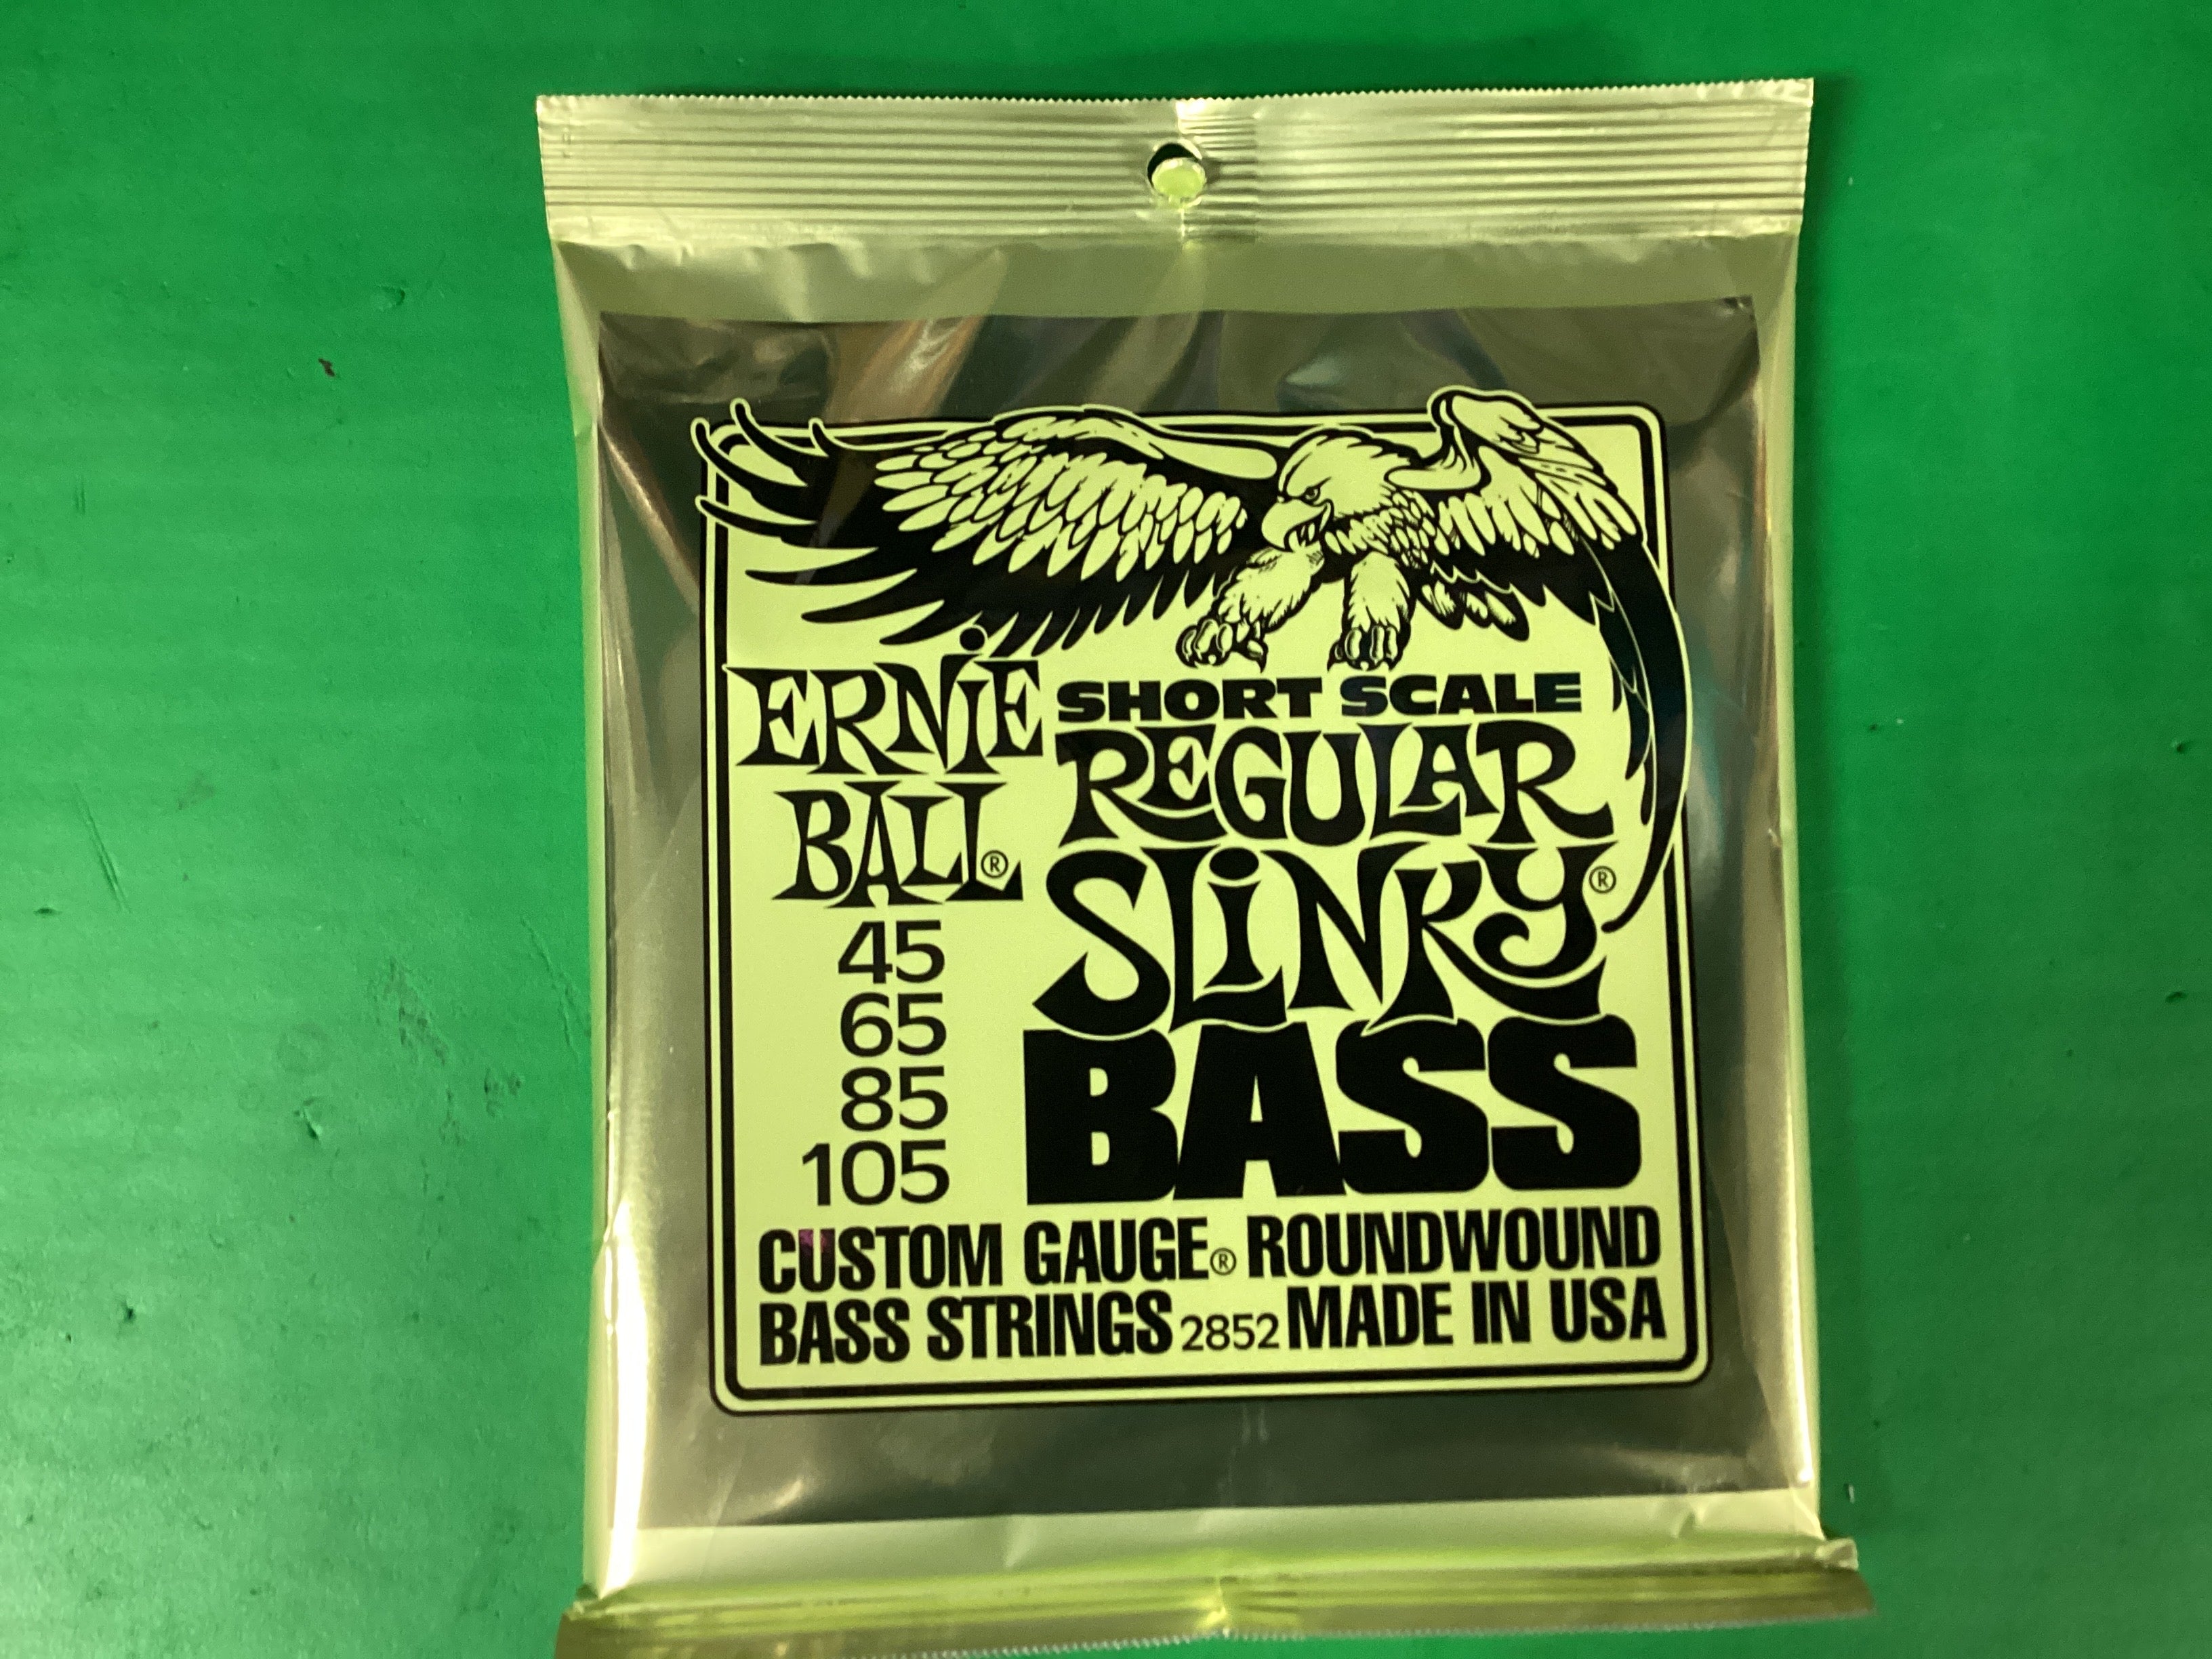 ERNiE
BALL®
45
65
85
105
SHORT SCALE
REGULAR
SLiNKY®
BASS
CUSTOM GAUGE® ROUNDWOUND
BASS STRINGS 2852 MADE IN USA